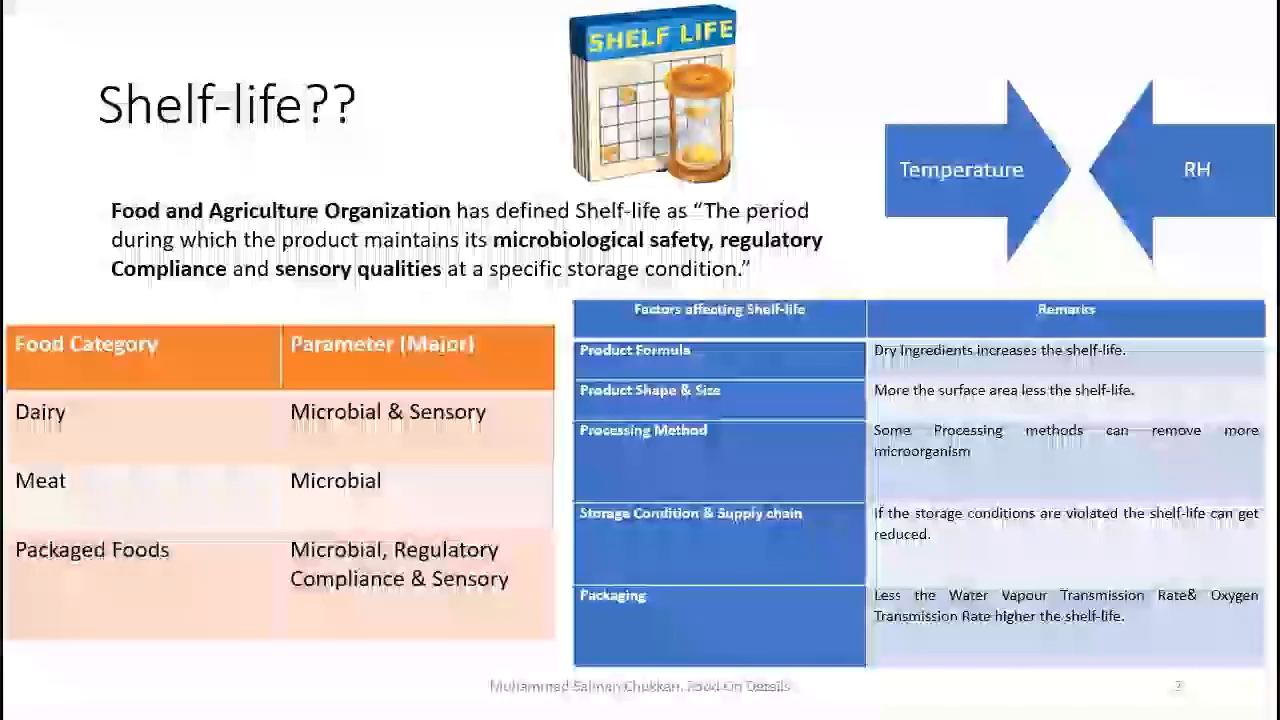 SHELF LIFE
Shelf-life??
Temperature
RH
Food and Agriculture Organization has defined Shelf-life as “The period
during which the product maintains its microbiological safety, regulatory
Compliance and sensory qualities at a specific storage condition.”
Food Category
Parameter (Major)
Dairy
Microbial & Sensory
Meat
Microbial
Packaged Foods
Microbial, Regulatory
Compliance & Sensory
Factors affecting Shelf-life
Remarks
Product Formula
Dry Ingredients increases the shelf-life.
Product Shape & Size
More the surface area less the shelf-life.
Processing Method
Some Processing methods can remove more
microorganism
Storage Condition & Supply chain
If the storage conditions are violated the shelf-life can get
reduced.
Packaging
Less the Water Vapour Transmission Rate& Oxygen
Transmission Rate higher the shelf-life.
Muhammad Salman Chukkan, Food On Details
2